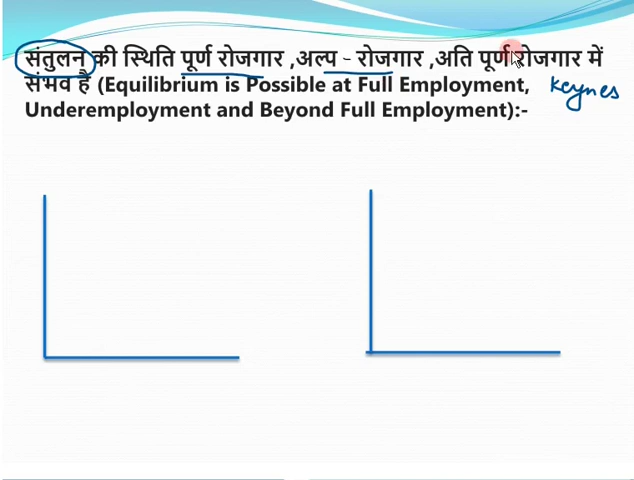 संतुलन की स्थिति पूर्ण रोजगार ,अल्प - रोजगार ,अति पूर्ण रोजगार में
संभव है (Equilibrium is Possible at Full Employment,
Keynes
Underemployment and Beyond Full Employment):-